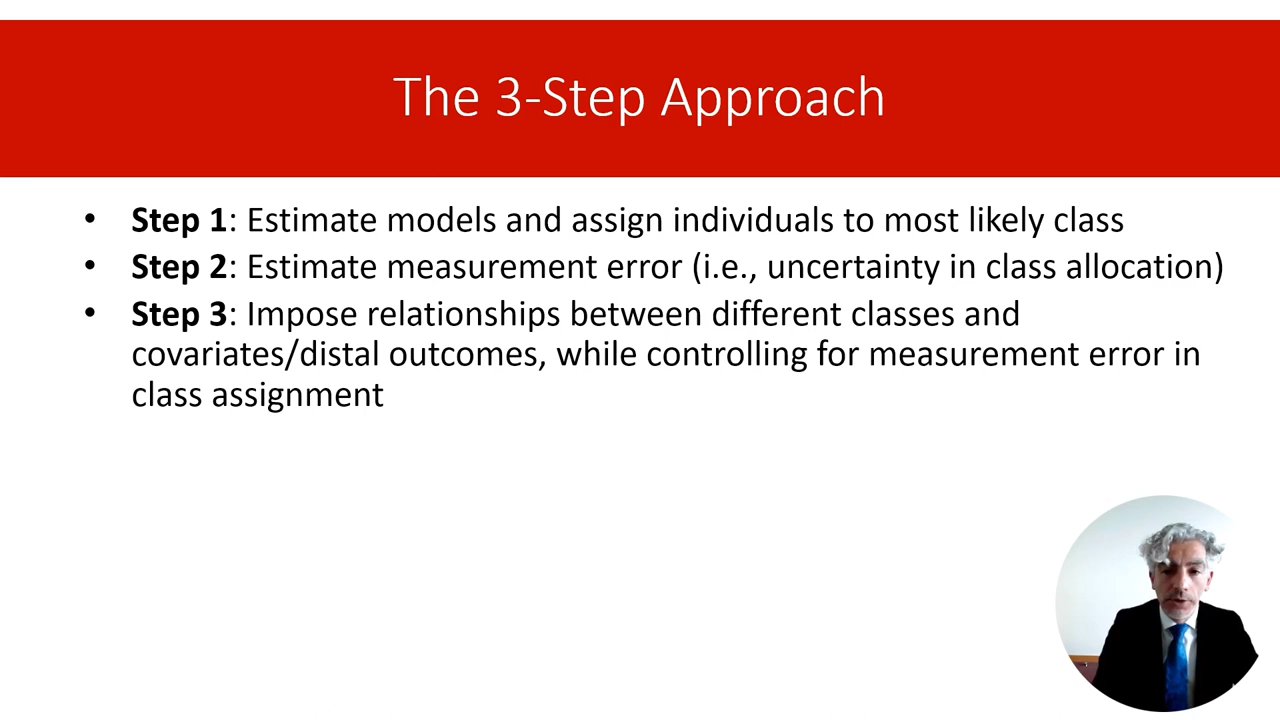 The 3-Step Approach
• Step 1: Estimate models and assign individuals to most likely class
• Step 2: Estimate measurement error (i.e., uncertainty in class allocation)
• Step 3: Impose relationships between different classes and
covariates/distal outcomes, while controlling for measurement error in
class assignment